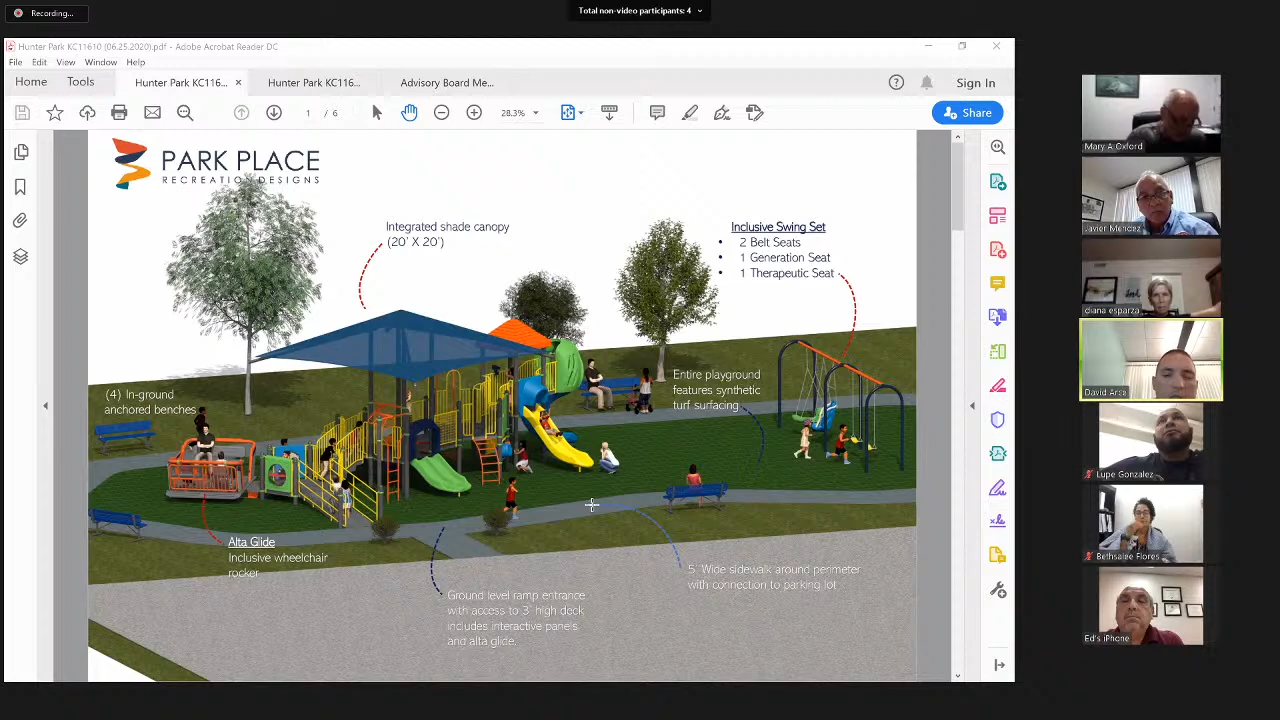 Recording...
Total non-video participants: 4
Hunter Park KC11610 (06.25.2020).pdf - Adobe Acrobat Reader DC
File Edit View Window Help
Home Tools Hunter Park KC116... × Hunter Park KC116... Advisory Board Me... Sign In
1 / 6 28.3% Share
PARK PLACE
RECREATION DESIGNS
Integrated shade canopy
(20' X 20')
Inclusive Swing Set
• 2 Belt Seats
• 1 Generation Seat
• 1 Therapeutic Seat
(4) In-ground
anchored benches
Entire playground
features synthetic
turf surfacing
Alta Glide
Inclusive wheelchair
rocker
Ground level ramp entrance
with access to 3' high deck
includes interactive panels
and alta glide.
5' Wide sidewalk around perimeter
with connection to parking lot
Mary A Oxford
Javier Mendez
diana esparza
David Arce
Lupe Gonzalez
Bethsalee Flores
Ed's iPhone